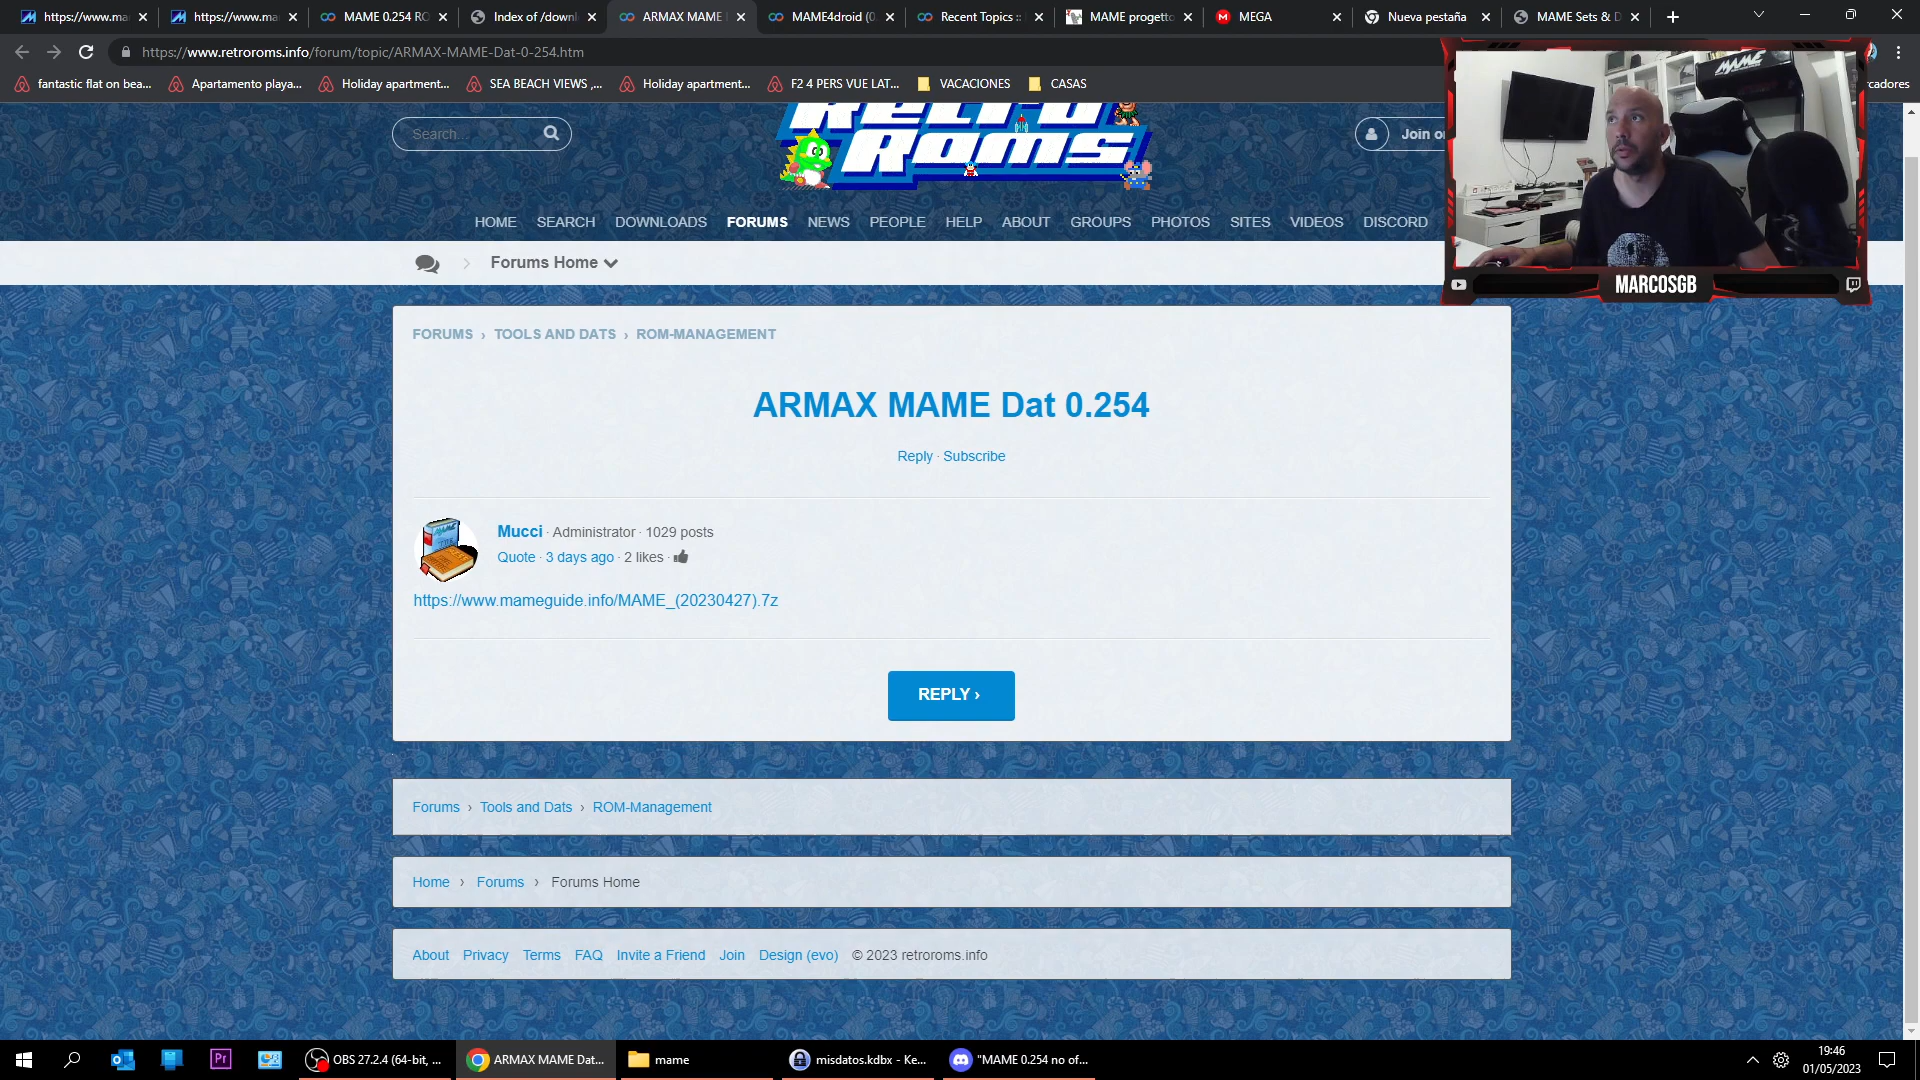 https://www.ma
https://www.ma
MAME 0.254 RO
Index of /down
ARMAX MAME
MAME4droid (0.
Recent Topics ::
MAME progetto
MEGA
Nueva pestaña
MAME Sets & D
https://www.retroroms.info/forum/topic/ARMAX-MAME-Dat-0-254.htm
fantastic flat on bea...
Apartamento playa...
Holiday apartment...
SEA BEACH VIEWS ,...
Holiday apartment...
F2 4 PERS VUE LAT...
VACACIONES
CASAS
rcadores
Search...
Retro
Roms
Join o
MAME
HOME SEARCH DOWNLOADS FORUMS NEWS PEOPLE HELP ABOUT GROUPS PHOTOS SITES VIDEOS DISCORD
MARCOSGB
Forums Home
FORUMS › TOOLS AND DATS › ROM-MANAGEMENT
ARMAX MAME Dat 0.254
Reply · Subscribe
Mucci · Administrator · 1029 posts
Quote · 3 days ago · 2 likes ·
https://www.mameguide.info/MAME_(20230427).7z
REPLY ›
Forums › Tools and Dats › ROM-Management
Home › Forums › Forums Home
About Privacy Terms FAQ Invite a Friend Join Design (evo) © 2023 retroroms.info
Pr
OBS 27.2.4 (64-bit, ...
ARMAX MAME Dat...
mame
misdatos.kdbx - Ke...
"MAME 0.254 no of...
19:46
01/05/2023